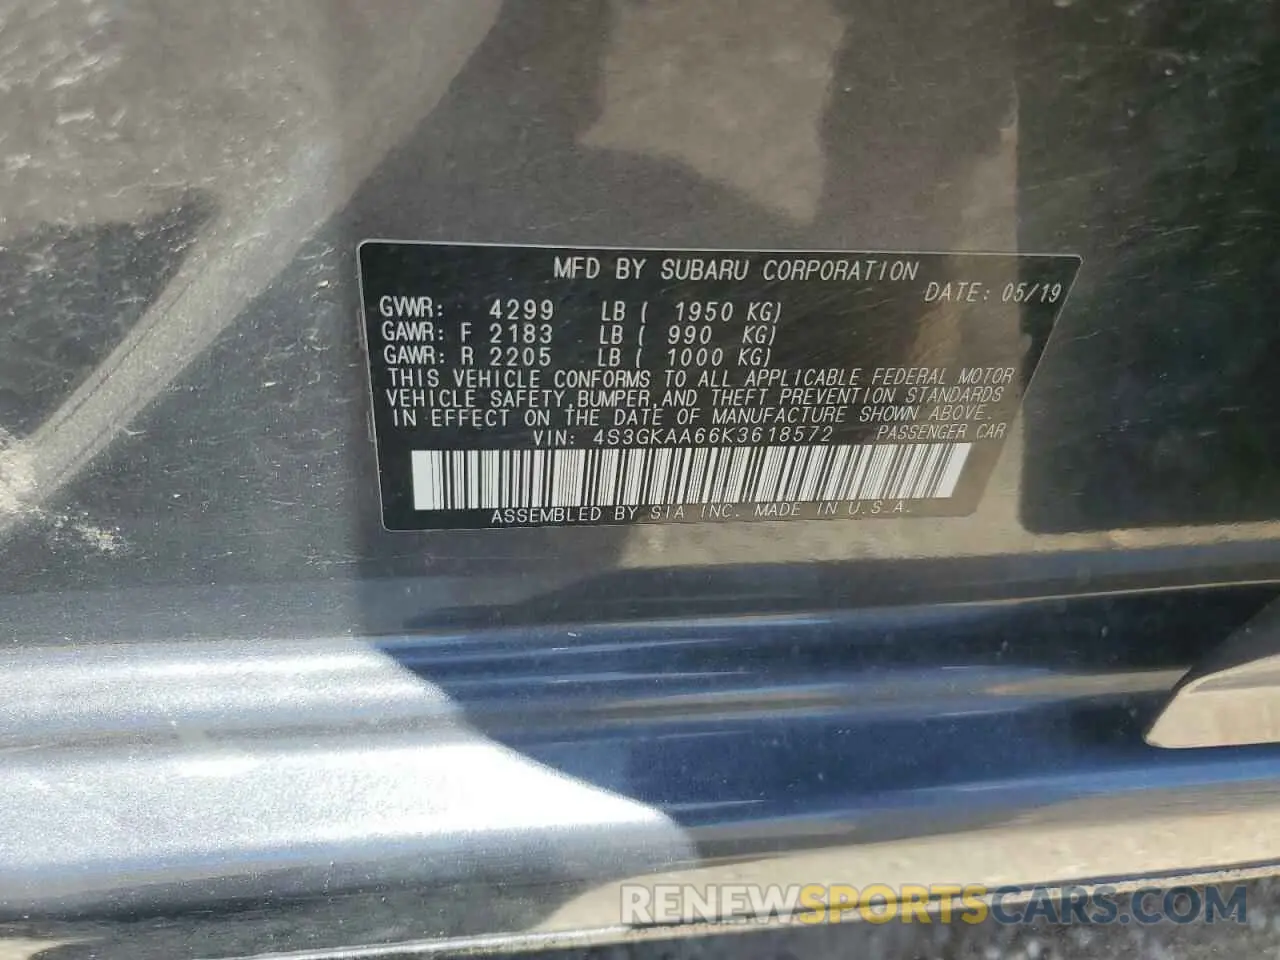 MFD BY SUBARU CORPORATION
DATE: 05/19
GVWR: 4299 LB ( 1950 KG)
GAWR: F 2183 LB ( 990 KG)
GAWR: R 2205 LB ( 1000 KG)
THIS VEHICLE CONFORMS TO ALL APPLICABLE FEDERAL MOTOR
VEHICLE SAFETY, BUMPER, AND THEFT PREVENTION STANDARDS
IN EFFECT ON THE DATE OF MANUFACTURE SHOWN ABOVE.
VIN: 4S3GKAA66K3618572 PASSENGER CAR
ASSEMBLED BY SIA INC. MADE IN U.S.A.
RENEWSPORTSCARS.COM